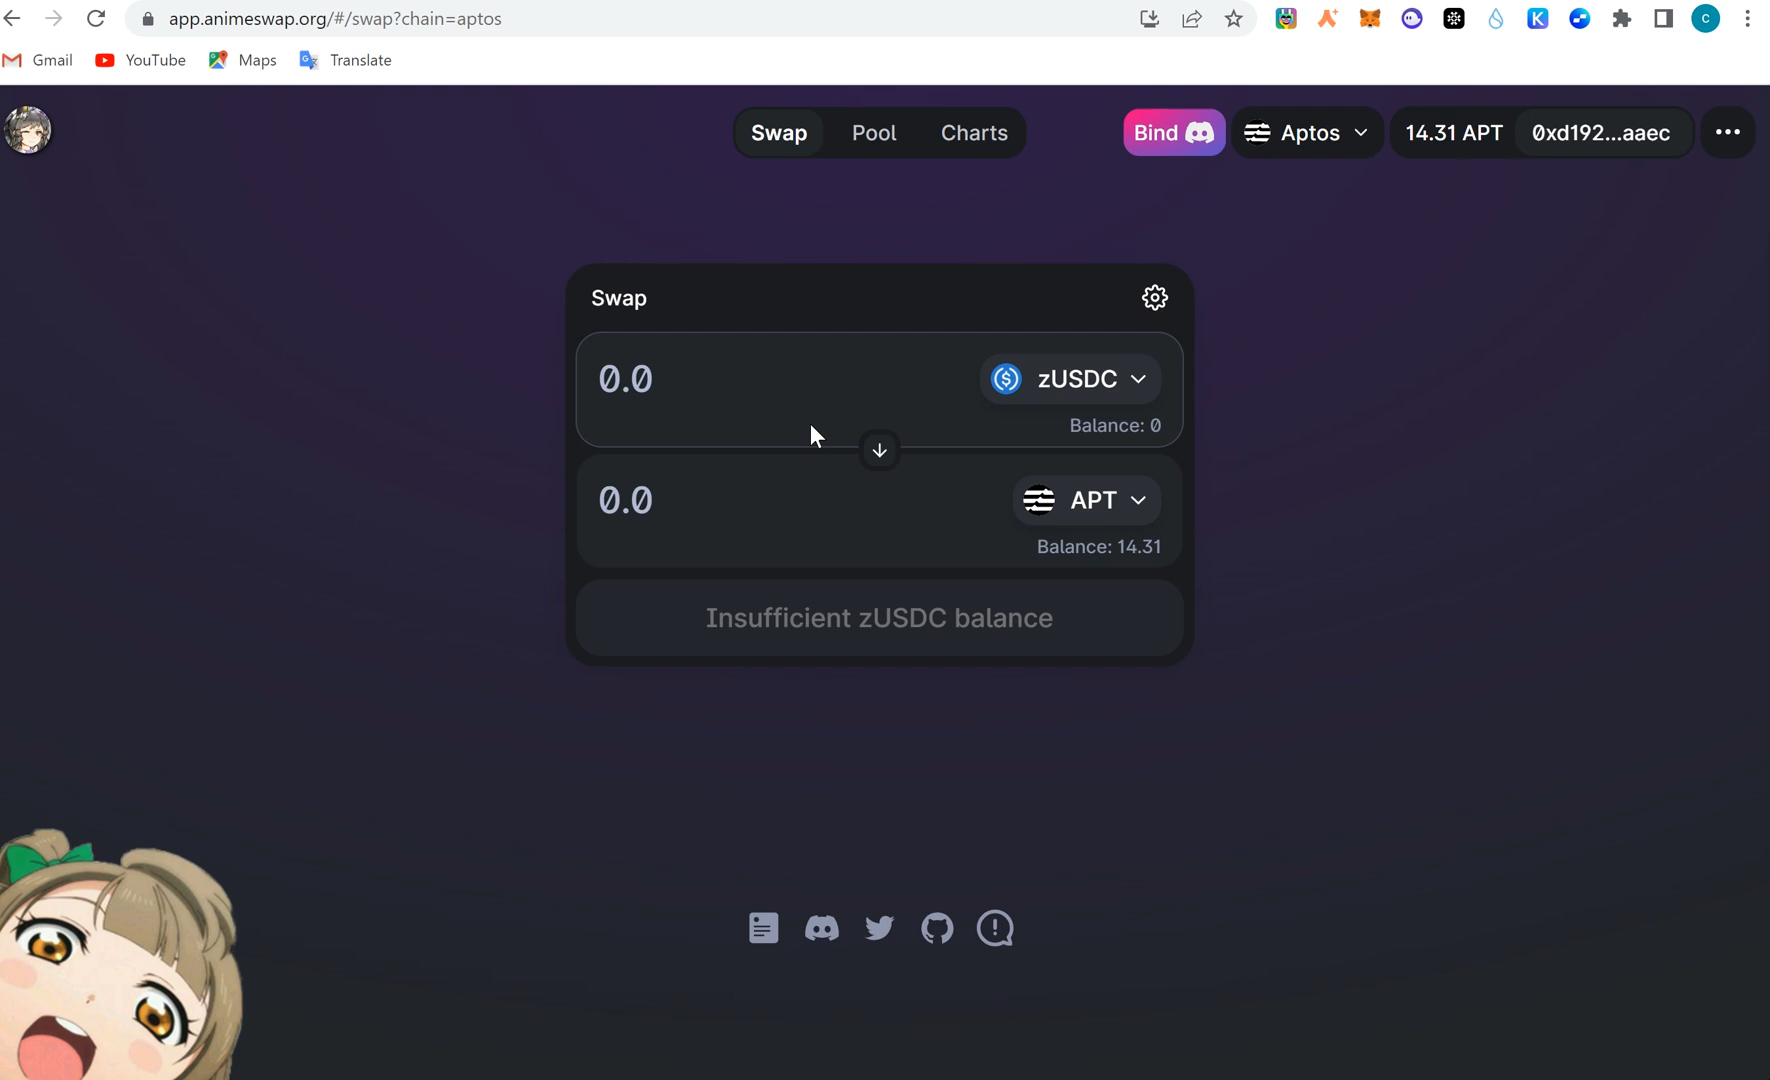 app.animeswap.org/#/swap?chain=aptos
C
Gmail YouTube Maps Translate
Swap Pool Charts Bind Aptos 14.31 APT 0xd192...aaec
Swap
0.0 zUSDC
Balance: 0
0.0 APT
Balance: 14.31
Insufficient zUSDC balance